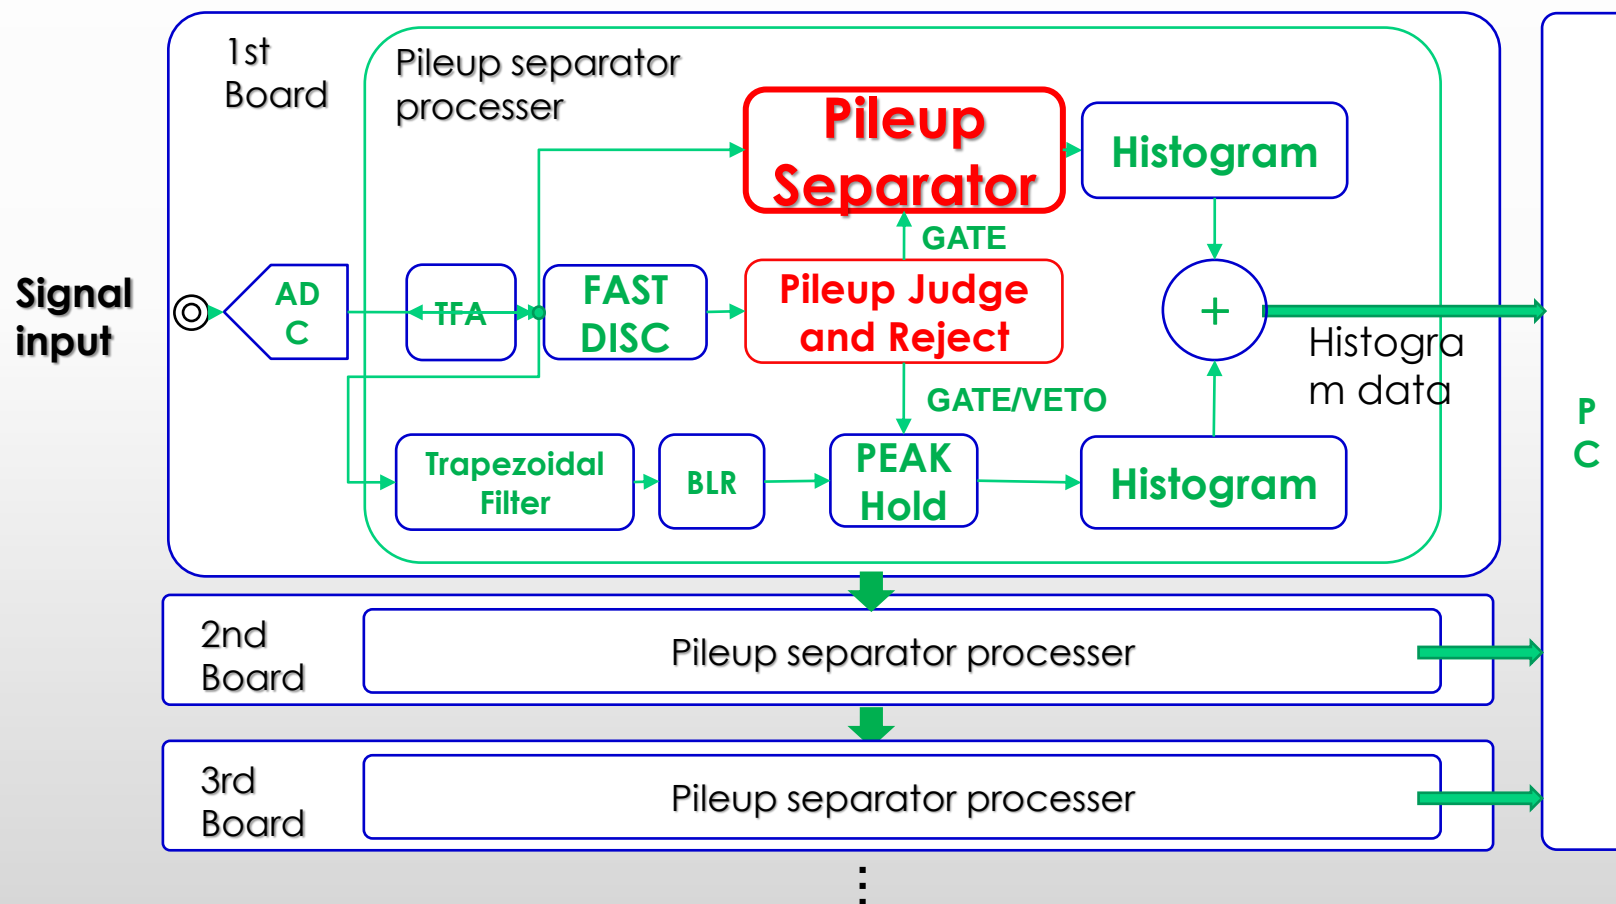 1st
Board
Pileup separator
processer
Pileup
Separator
Histogram
GATE
Signal
input
AD
C
TFA
FAST
DISC
Pileup Judge
and Reject
+
Histogra
m data
GATE/VETO
P
C
Trapezoidal
Filter
BLR
PEAK
Hold
Histogram
2nd
Board
Pileup separator processer
3rd
Board
Pileup separator processer
⋮